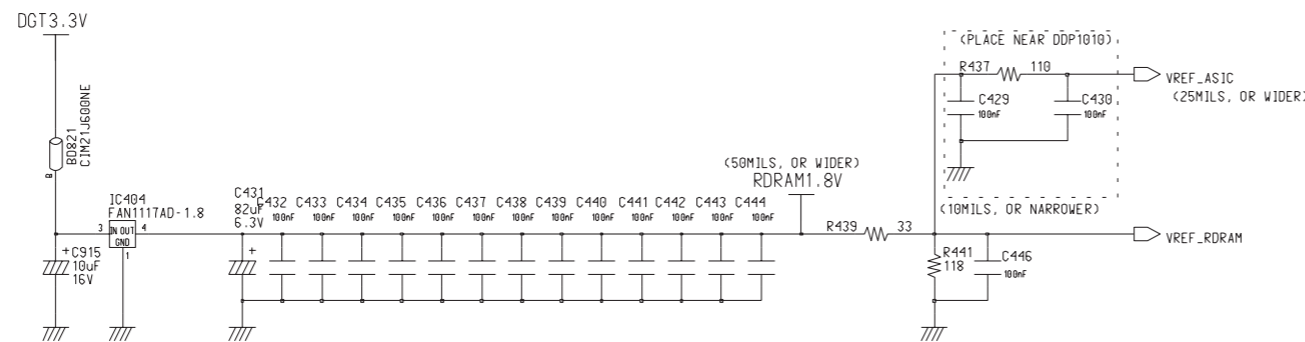 DGT3.3V
(PLACE NEAR DDP1010)
R437 110
VREF_ASIC
(25MILS, OR WIDER)
C429
100nF
C430
100nF
BD821
CIM21J600NE
(50MILS, OR WIDER)
RDRAM1.8V
(10MILS, OR NARROWER)
IC404
FAN1117AD-1.8
3 IN OUT 4
GND
1
C431
82uF
6.3V
C432 C433 C434 C435 C436 C437 C438 C439 C440 C441 C442 C443 C444
100nF 100nF 100nF 100nF 100nF 100nF 100nF 100nF 100nF 100nF 100nF 100nF 100nF
R439 33
VREF_RDRAM
+
C915
10uF
16V
+
R441
118
C446
100nF